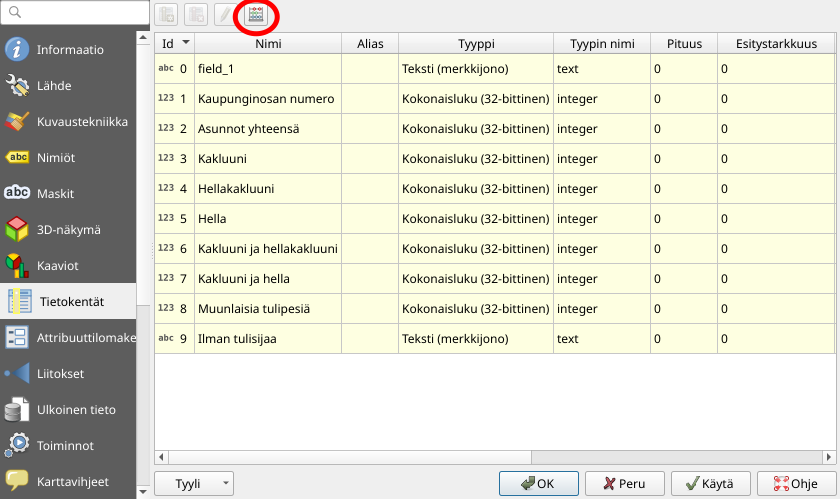 Informaatio
Lähde
Kuvaustekniikka
abc Nimiöt
abc Maskit
3D-näkymä
Kaaviot
Tietokentät
Attribuuttilomake
Liitokset
Ulkoinen tieto
Toiminnot
Karttavihjeet
Id Nimi Alias Tyyppi Tyypin nimi Pituus Esitystarkkuus
abc 0 field_1 Teksti (merkkijono) text 0 0
123 1 Kaupunginosan numero Kokonaisluku (32-bittinen) integer 0 0
123 2 Asunnot yhteensä Kokonaisluku (32-bittinen) integer 0 0
123 3 Kakluuni Kokonaisluku (32-bittinen) integer 0 0
123 4 Hellakakluuni Kokonaisluku (32-bittinen) integer 0 0
123 5 Hella Kokonaisluku (32-bittinen) integer 0 0
123 6 Kakluuni ja hellakakluuni Kokonaisluku (32-bittinen) integer 0 0
123 7 Kakluuni ja hella Kokonaisluku (32-bittinen) integer 0 0
123 8 Muunlaisia tulipesiä Kokonaisluku (32-bittinen) integer 0 0
abc 9 Ilman tulisijaa Teksti (merkkijono) text 0 0
Tyyli OK Peru Käytä Ohje